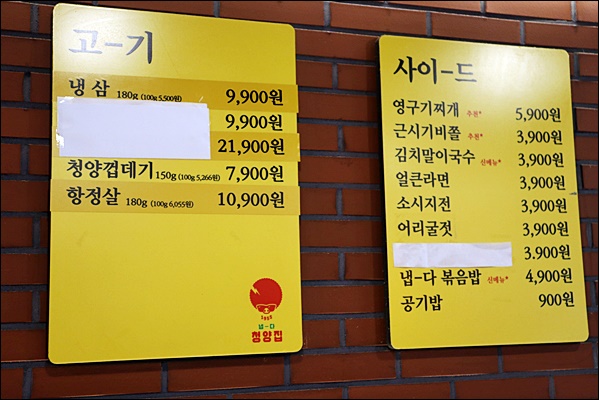 고-기
냉삼 180g (100g 5,500원) 9,900원
9,900원
21,900원
청양껍데기 150g (100g 5,266원) 7,900원
항정살 180g (100g 6,055원) 10,900원
냅-다
청양집
사이-드
영구기찌개 추천* 5,900원
근시기비쫄 추천* 3,900원
김치말이국수 신메뉴* 3,900원
얼큰라면 3,900원
소시지전 3,900원
어리굴젓 3,900원
3.900원
냅-다 볶음밥 신메뉴* 4,900원
공기밥 900원